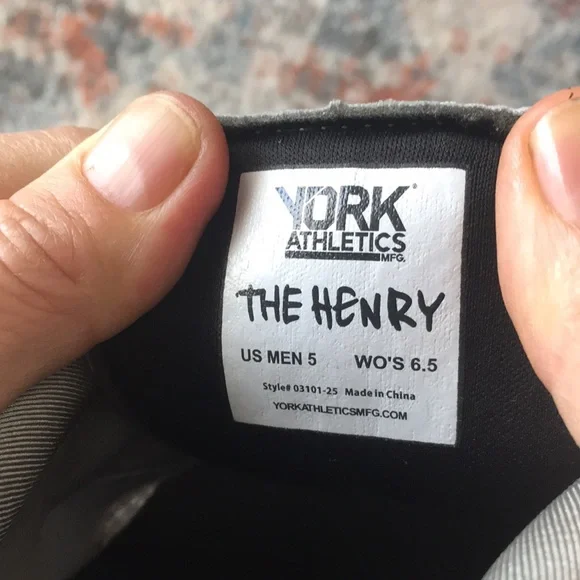 YORK®
ATHLETICS
MFG.
THE HENRY
US MEN 5 WO'S 6.5
Style# 03101-25 Made in China
YORKATHLETICSMFG.COM